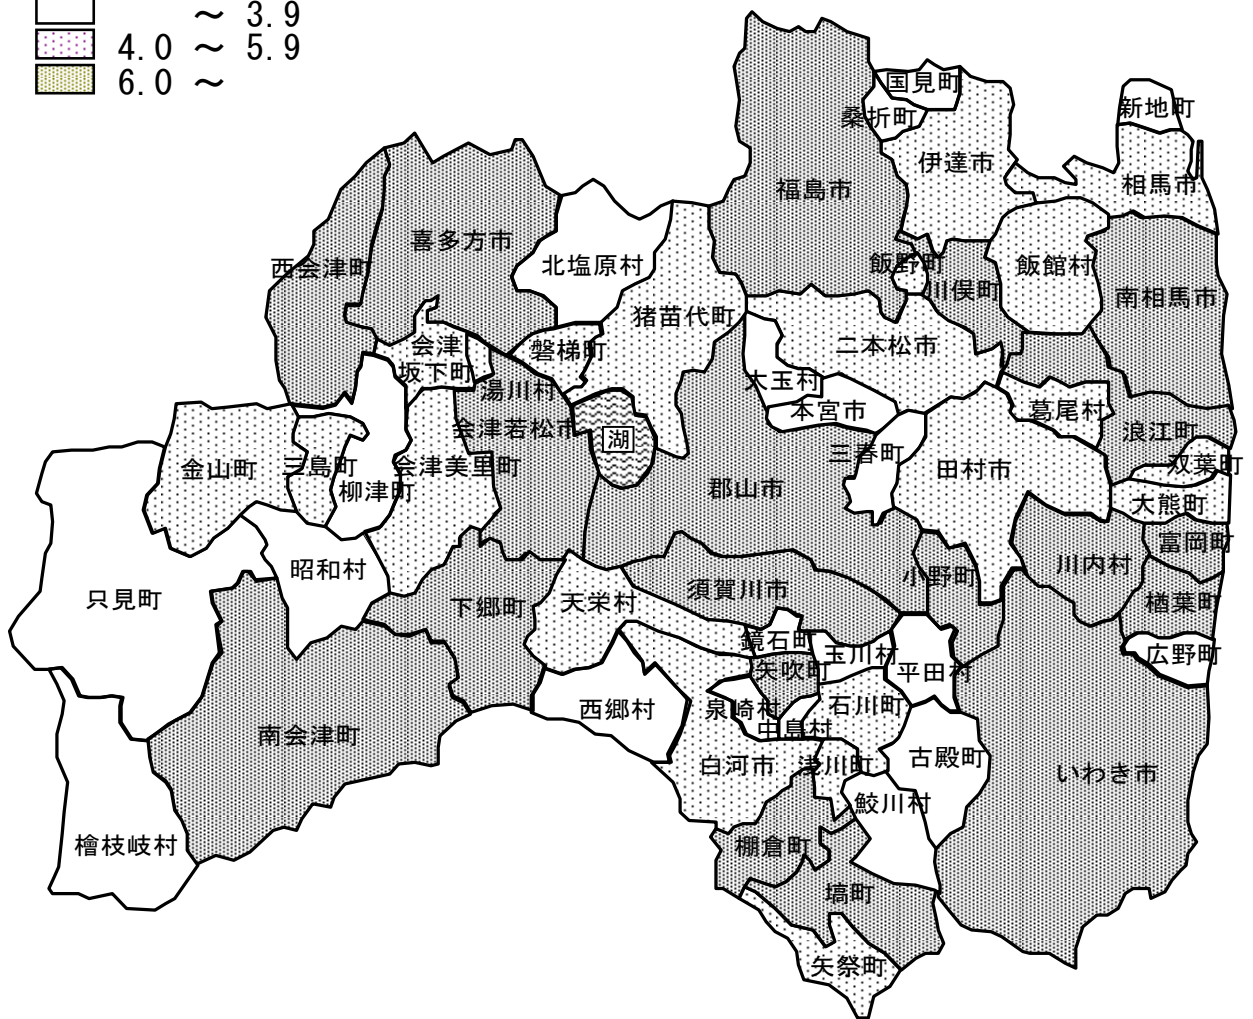 ～ 3.9
4.0 ～ 5.9
6.0 ～
国見町
桑折町
新地町
伊達市
相馬市
福島市
喜多方市
西会津町
北塩原村
飯野町
川俣町
飯舘村
南相馬市
猪苗代町
会津
坂下町
磐梯町
二本松市
湯川村
大玉村
本宮市
葛尾村
会津若松市
湖
三春町
浪江町
双葉町
金山町
三島町
柳津町
会津美里町
郡山市
田村市
大熊町
富岡町
昭和村
川内村
只見町
下郷町
天栄村
須賀川市
小野町
楢葉町
鏡石町
玉川村
平田村
広野町
矢吹町
西郷村
泉崎村
中島村
石川町
南会津町
白河市
浅川町
古殿町
いわき市
鮫川村
檜枝岐村
棚倉町
塙町
矢祭町